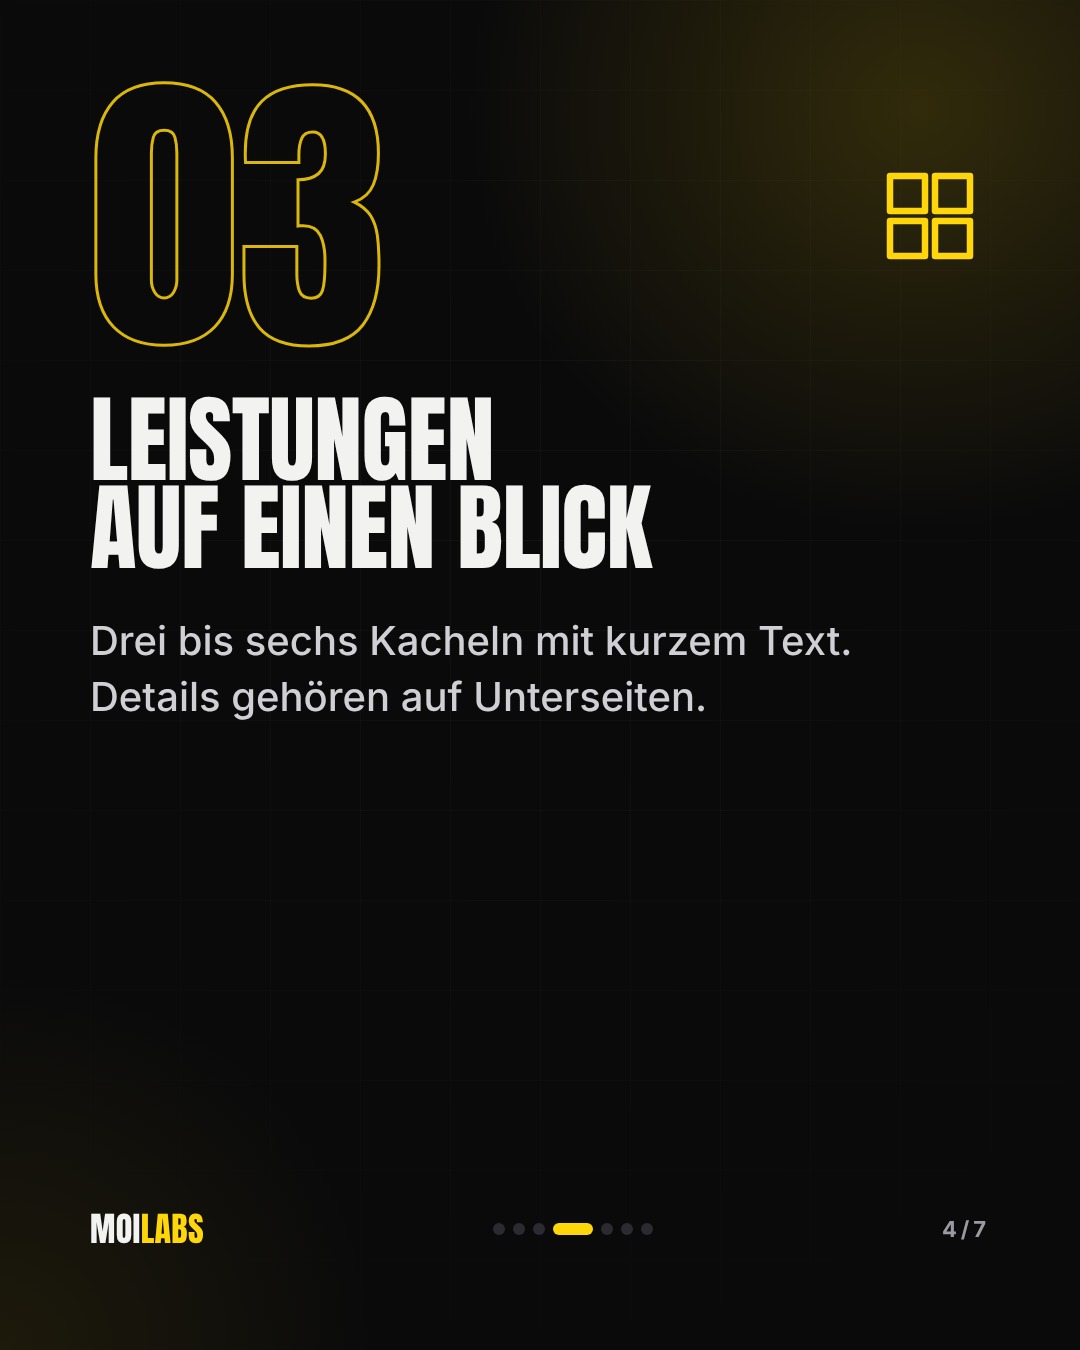 03
LEISTUNGEN
AUF EINEN BLICK
Drei bis sechs Kacheln mit kurzem Text.
Details gehören auf Unterseiten.
MOILABS
4/7